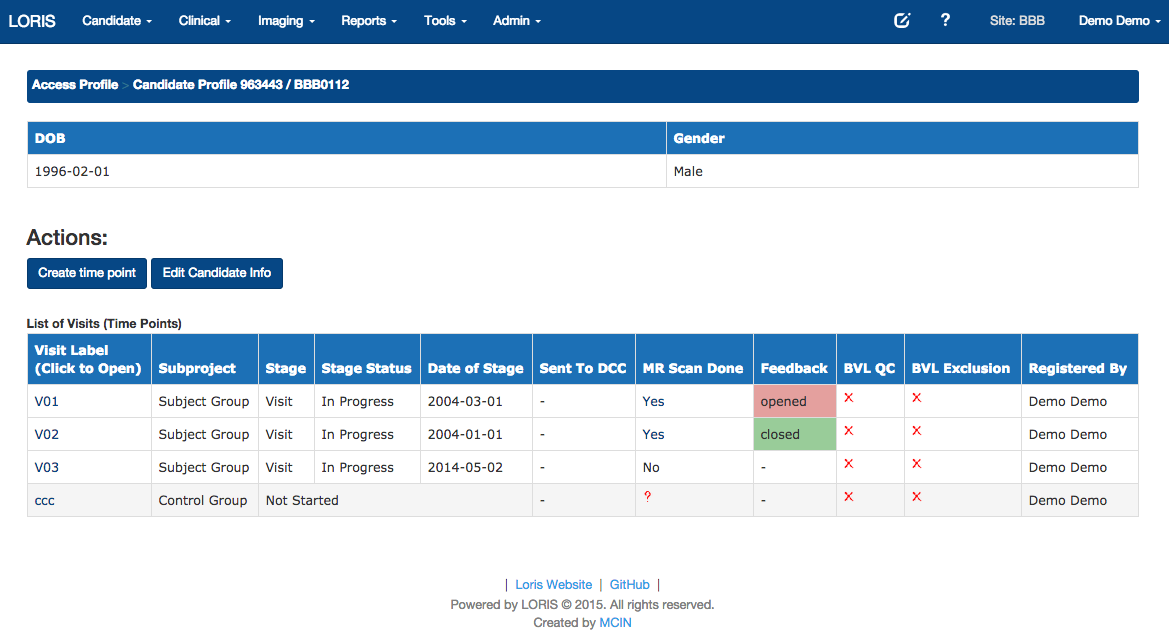 LORIS Candidate Clinical Imaging Reports Tools Admin ? Site: BBB Demo Demo
Access Profile > Candidate Profile 963443 / BBB0112
DOB Gender
1996-02-01 Male
Actions:
Create time point Edit Candidate Info
List of Visits (Time Points)
Visit Label
(Click to Open) Subproject Stage Stage Status Date of Stage Sent To DCC MR Scan Done Feedback BVL QC BVL Exclusion Registered By
V01 Subject Group Visit In Progress 2004-03-01 - Yes opened X X Demo Demo
V02 Subject Group Visit In Progress 2004-01-01 - Yes closed X X Demo Demo
V03 Subject Group Visit In Progress 2014-05-02 - No - X X Demo Demo
ccc Control Group Not Started - ? - X X Demo Demo
| Loris Website | GitHub |
Powered by LORIS © 2015. All rights reserved.
Created by MCIN